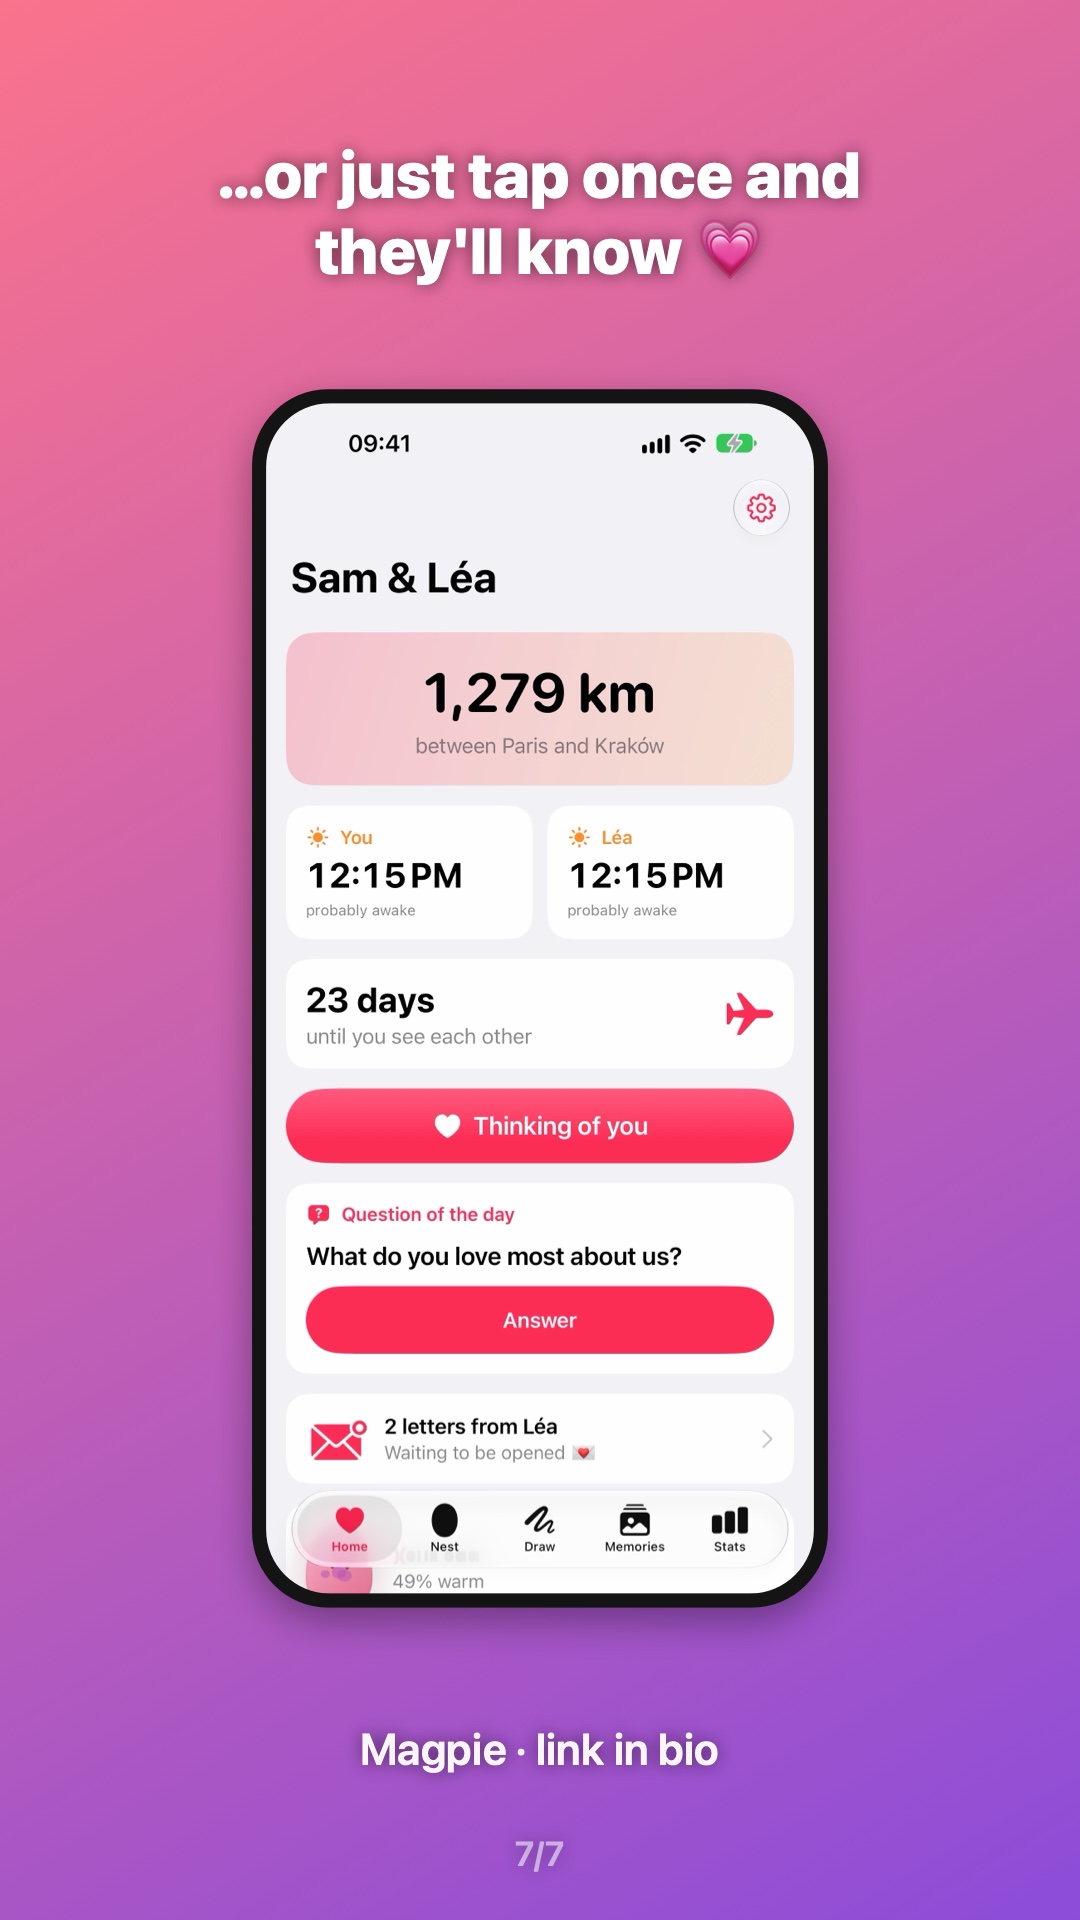 ...or just tap once and
they'll know 💗
09:41
Sam & Léa
1,279 km
between Paris and Kraków
You
12:15 PM
probably awake
Léa
12:15 PM
probably awake
23 days
until you see each other
Thinking of you
Question of the day
What do you love most about us?
Answer
2 letters from Léa
Waiting to be opened 💌
Home
Nest
Draw
Memories
Stats
49% warm
Magpie · link in bio
7/7